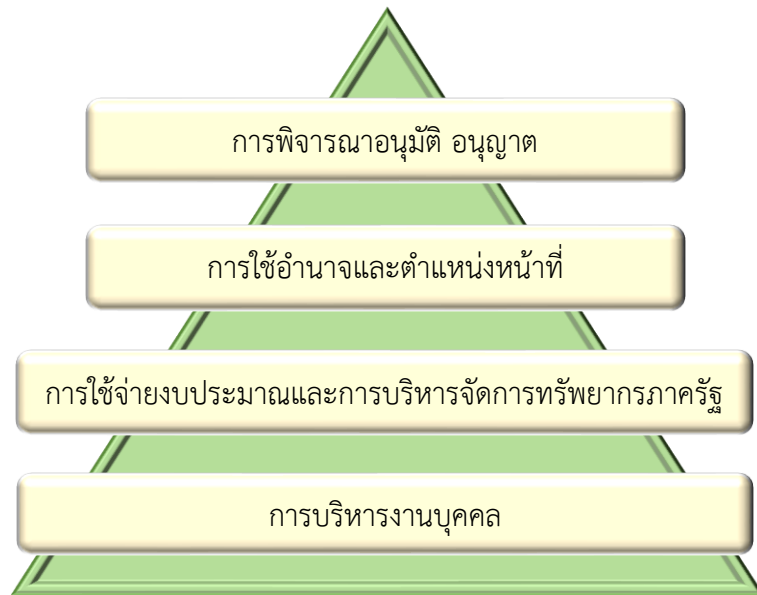 การพิจารณาอนุมัติ อนุญาต
การใช้อำนาจและตำแหน่งหน้าที่
การใช้จ่ายงบประมาณและการบริหารจัดการทรัพยากรภาครัฐ
การบริหารงานบุคคล